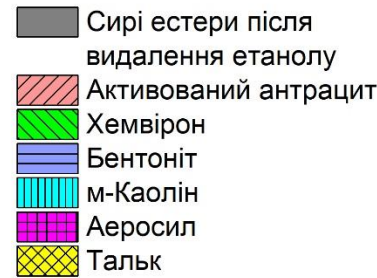 Сирі естери після
видалення етанолу
Активований антрацит
Хемвірон
Бентоніт
м-Каолін
Аеросил
Тальк